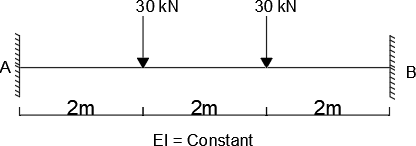 30 kN 30 kN
A B
2m 2m 2m
EI = Constant